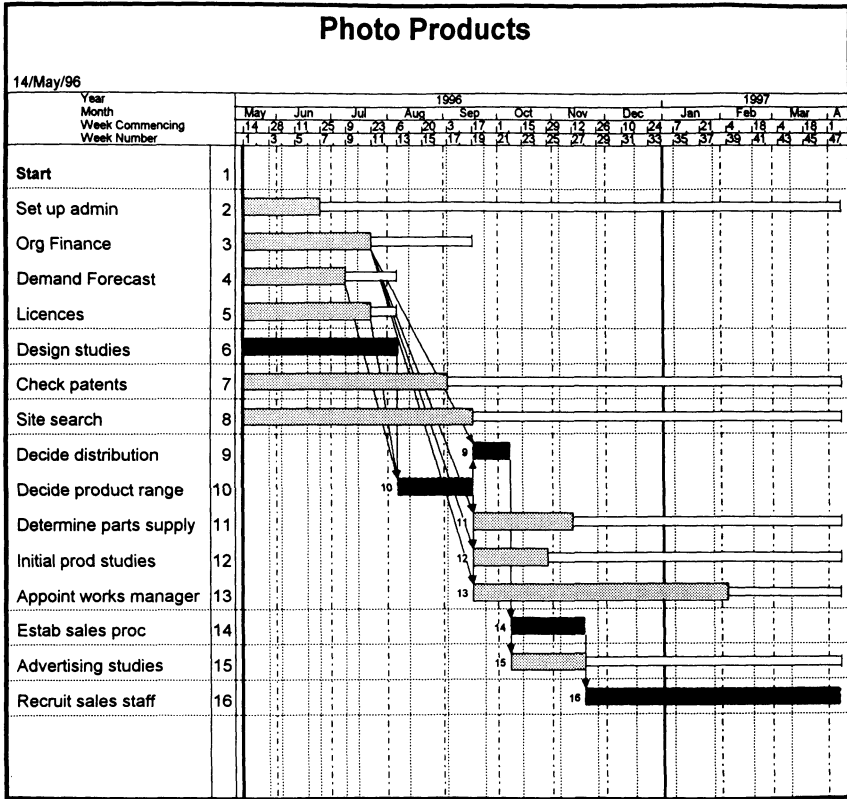 Photo Products
14/May/96
Year 1996 1997
Month May Jun Jul Aug Sep Oct Nov Dec Jan Feb Mar A
Week Commencing 14 28 11 25 9 23 6 20 3 17 1 15 29 12 26 10 24 7 21 4 18 4 18 1
Week Number 1 3 5 7 9 11 13 15 17 19 21 23 25 27 29 31 33 35 37 39 41 43 45 47
Start 1
Set up admin 2
Org Finance 3
Demand Forecast 4
Licences 5
Design studies 6
Check patents 7
Site search 8
Decide distribution 9 9
Decide product range 10 10
Determine parts supply 11 11
Initial prod studies 12 12
Appoint works manager 13 13
Estab sales proc 14 14
Advertising studies 15 15
Recruit sales staff 16 16